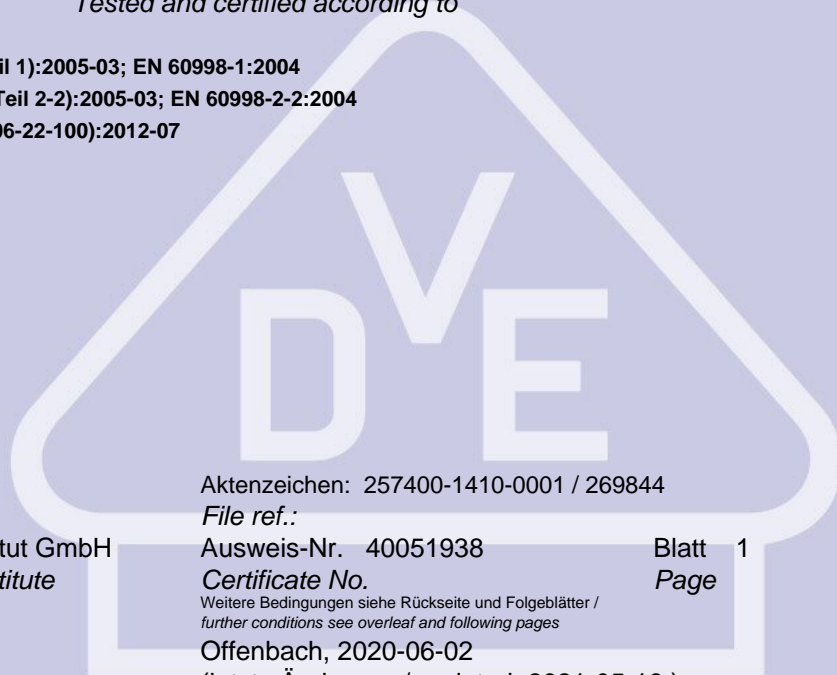 Tested and certified according to
il 1):2005-03; EN 60998-1:2004
Teil 2-2):2005-03; EN 60998-2-2:2004
06-22-100):2012-07
VDE
Aktenzeichen: 257400-1410-0001 / 269844
File ref.:
tut GmbH Ausweis-Nr. 40051938 Blatt 1
titute Certificate No. Page
Weitere Bedingungen siehe Rückseite und Folgeblätter /
further conditions see overleaf and following pages
Offenbach, 2020-06-02